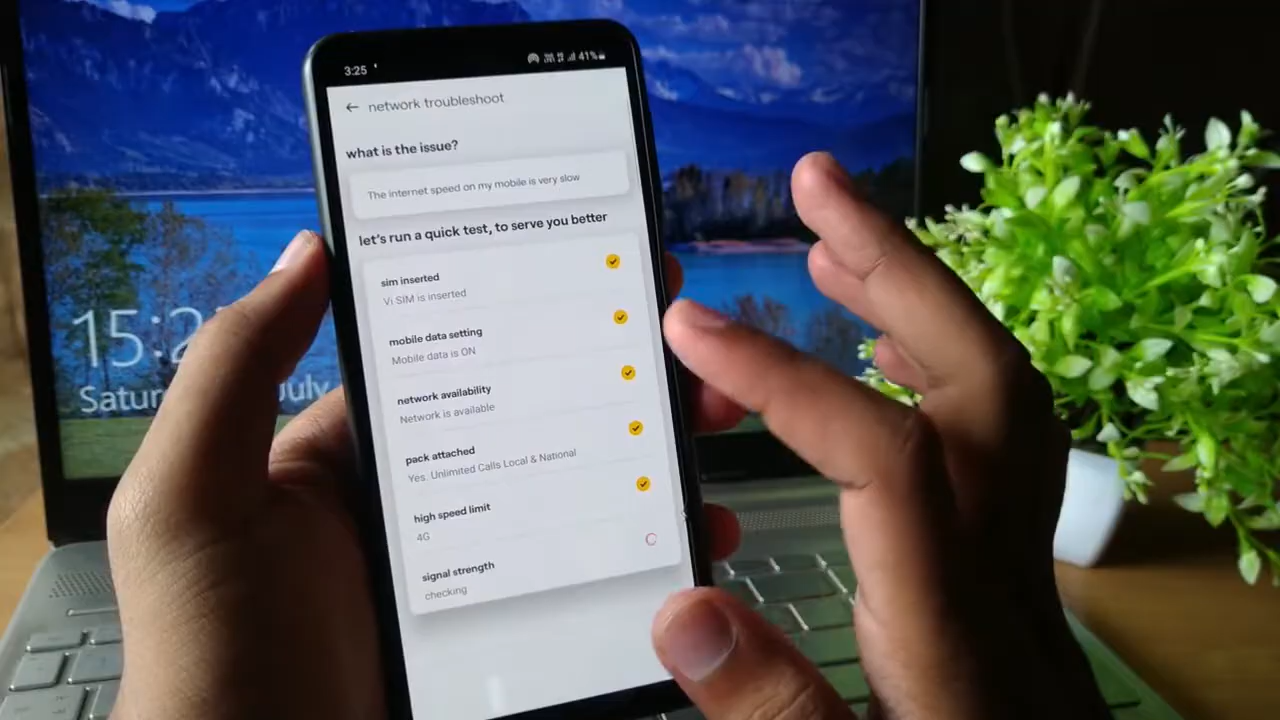 3:25
41%
network troubleshoot
what is the issue?
The internet speed on my mobile is very slow
let's run a quick test, to serve you better
sim inserted
Vi SIM is inserted
mobile data setting
Mobile data is ON
network availability
Network is available
pack attached
Yes. Unlimited Calls Local & National
high speed limit
4G
signal strength
checking
15:2
July